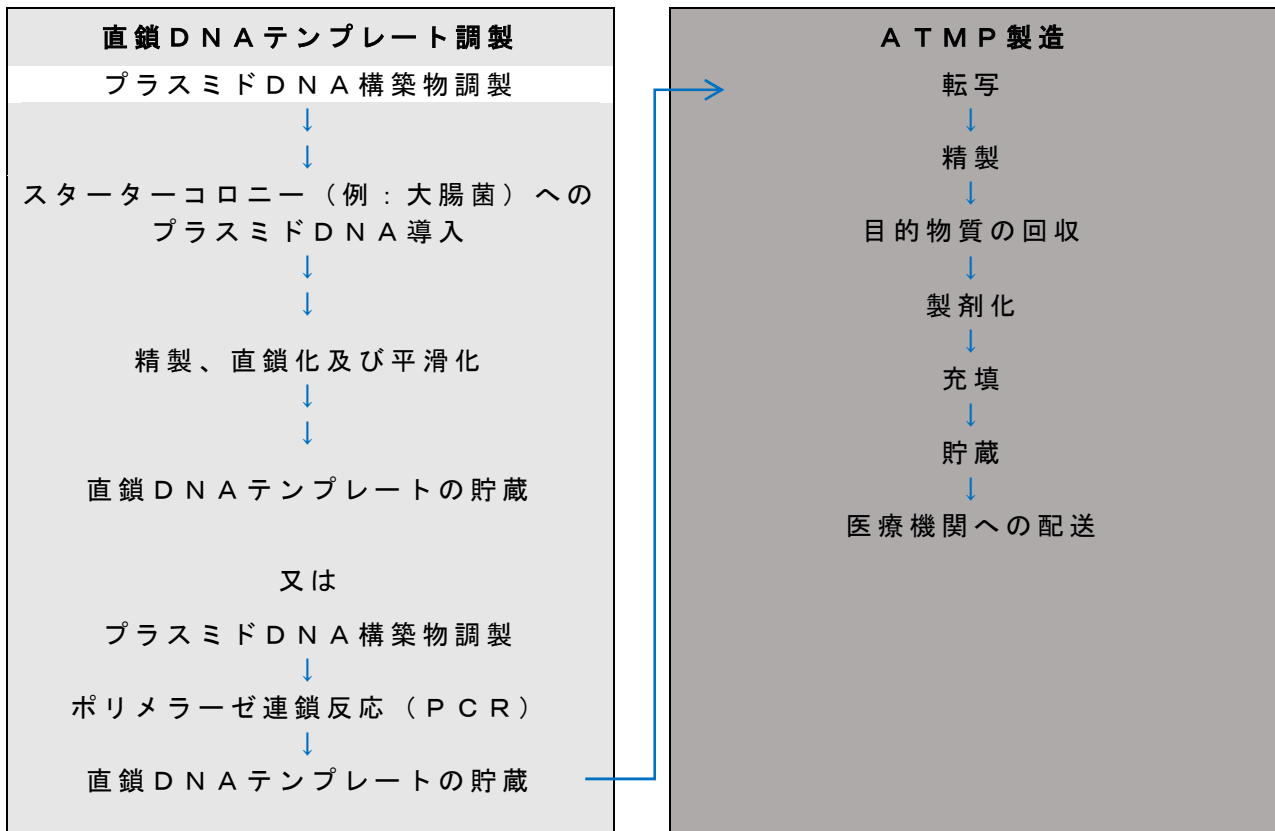 直鎖ＤＮＡテンプレート調製
プラスミドＤＮＡ構築物調製
↓
↓
スターターコロニー（例：大腸菌）への
プラスミドＤＮＡ導入
↓
↓
精製、直鎖化及び平滑化
↓
↓
直鎖ＤＮＡテンプレートの貯蔵
又は
プラスミドＤＮＡ構築物調製
↓
ポリメラーゼ連鎖反応（ＰＣＲ）
↓
直鎖ＤＮＡテンプレートの貯蔵
ＡＴＭＰ製造
転写
↓
精製
↓
目的物質の回収
↓
製剤化
↓
充填
↓
貯蔵
↓
医療機関への配送